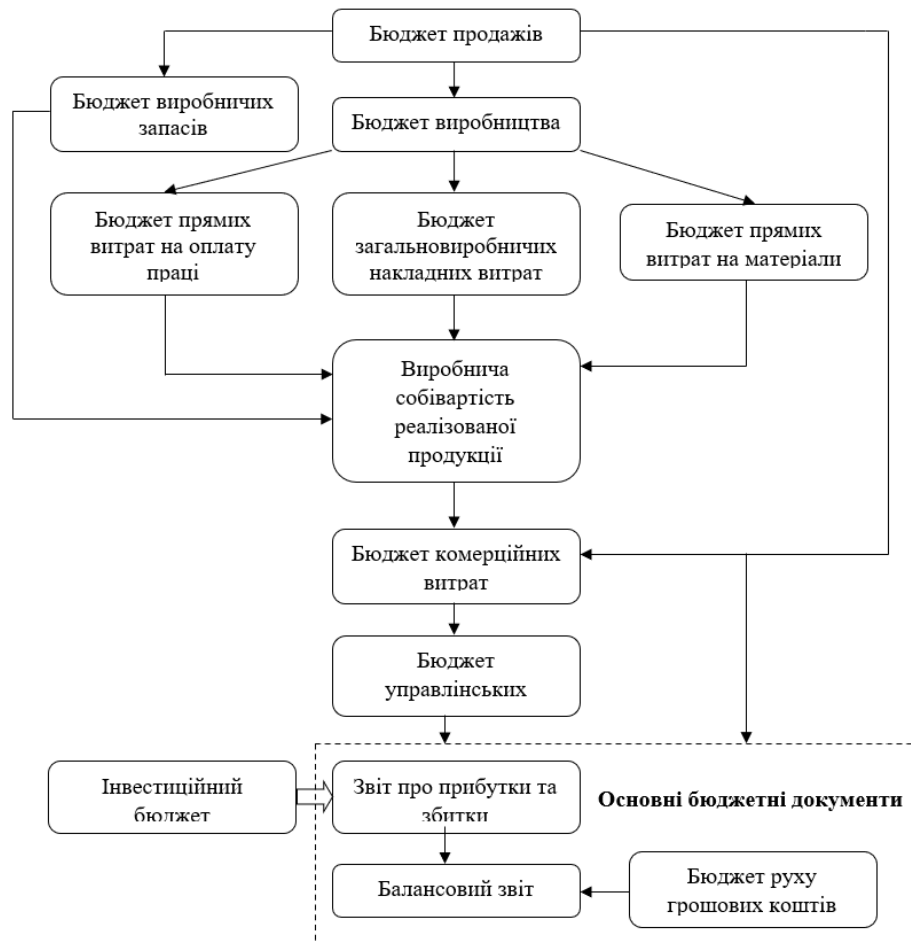 Бюджет продажів
Бюджет виробничих
запасів
Бюджет виробництва
Бюджет прямих
витрат на оплату
праці
Бюджет
загальновиробничих
накладних витрат
Бюджет прямих
витрат на матеріали
Виробнича
собівартість
реалізованої
продукції
Бюджет комерційних
витрат
Бюджет
управлінських
Інвестиційний
бюджет
Звіт про прибутки та
збитки
Основні бюджетні документи
Балансовий звіт
Бюджет руху
грошових коштів